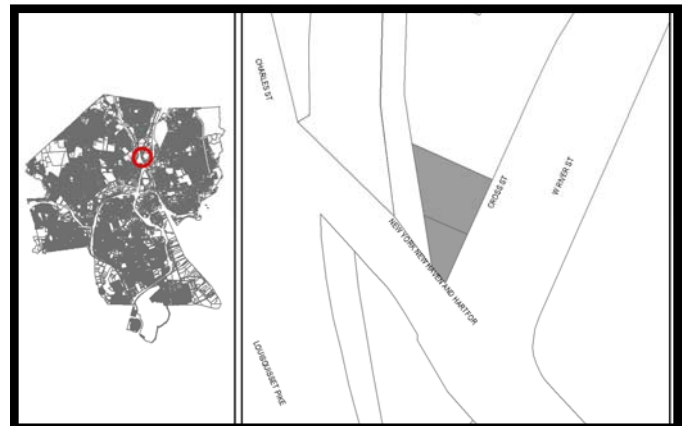 CHARLES ST
CROSS ST
W RIVER ST
NEW YORK NEW HAVEN AND HARTFOR
LOUISQUISSET PIKE